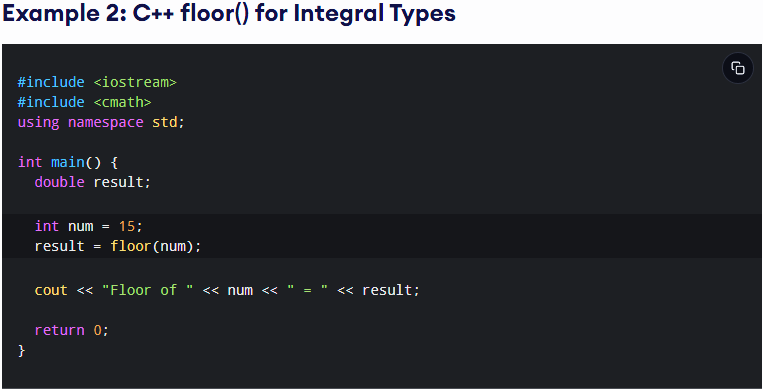 Example 2: C++ floor() for Integral Types
#include <iostream>
#include <cmath>
using namespace std;
int main() {
double result;
int num = 15;
result = floor(num);
cout << "Floor of " << num << " = " << result;
return 0;
}